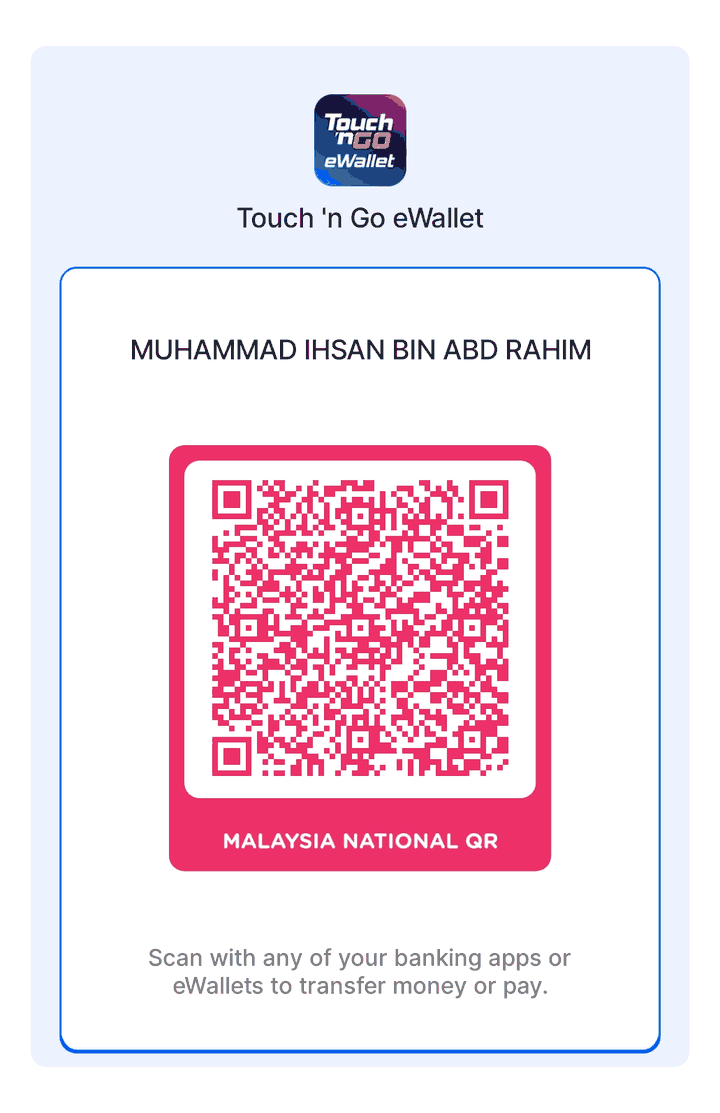 Touch
'nGO
eWallet
Touch 'n Go eWallet
MUHAMMAD IHSAN BIN ABD RAHIM
MALAYSIA NATIONAL QR
Scan with any of your banking apps or
eWallets to transfer money or pay.